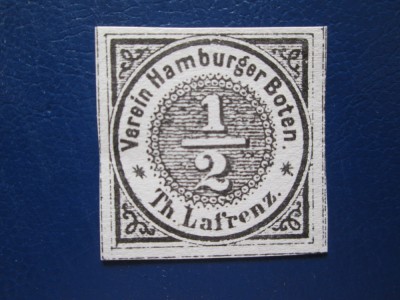 Verein Hamburger Boten.
1/2
* Th. Lafrenz. *